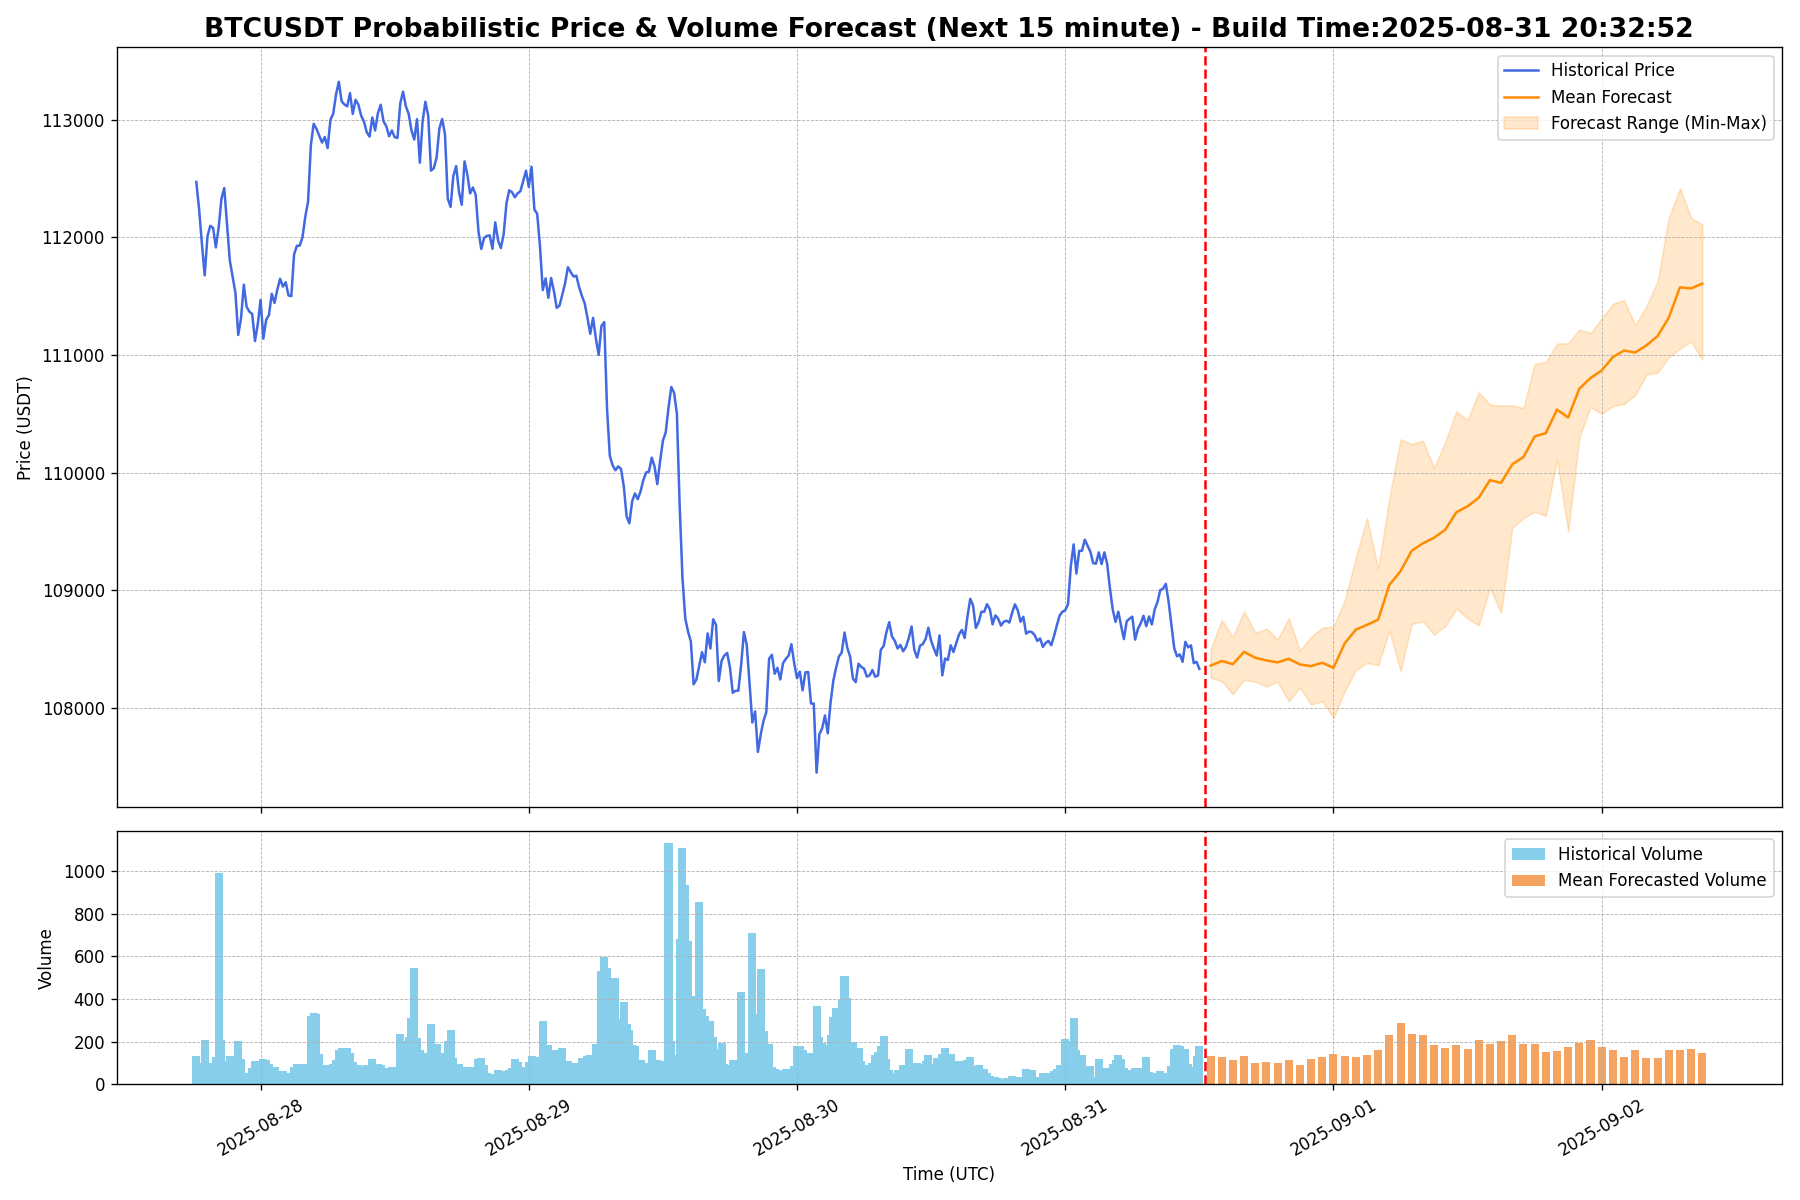 BTCUSDT Probabilistic Price & Volume Forecast (Next 15 minute) - Build Time:2025-08-31 20:32:52
Historical Price
Mean Forecast
Forecast Range (Min-Max)
Price (USDT)
113000
112000
111000
110000
109000
108000
Historical Volume
Mean Forecasted Volume
Volume
1000
800
600
400
200
0
2025-08-28
2025-08-29
2025-08-30
2025-08-31
2025-09-01
2025-09-02
Time (UTC)